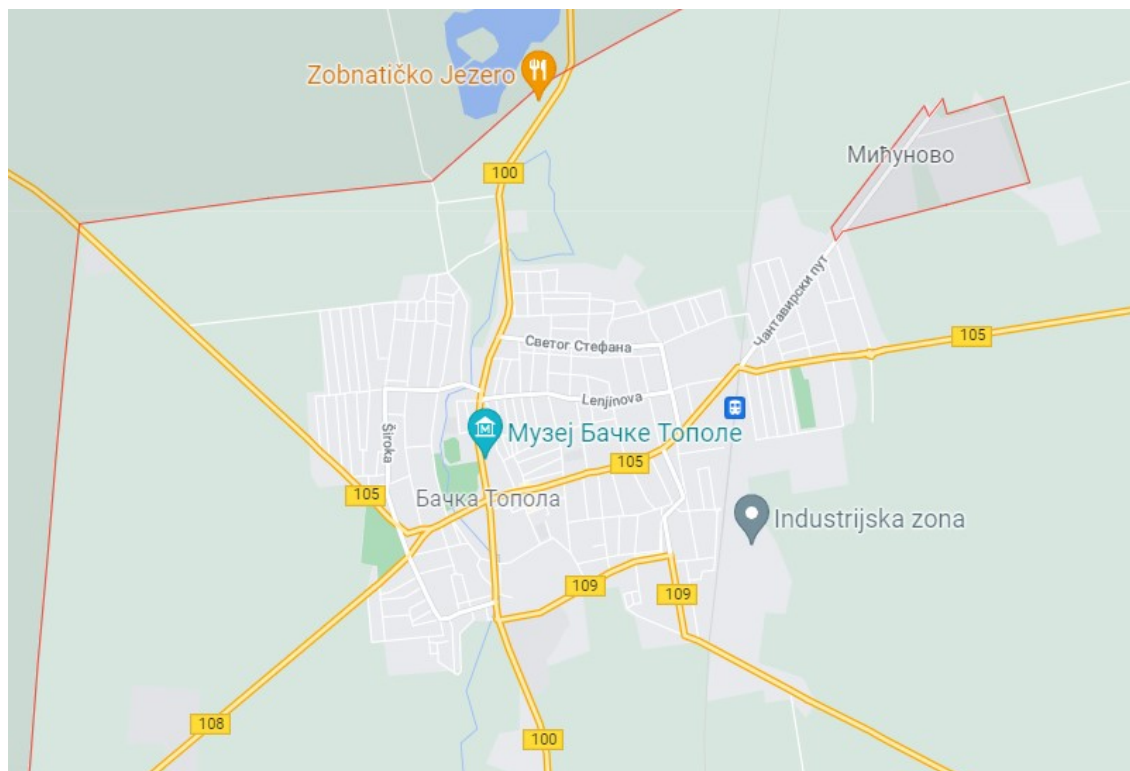 Zobnatičko Jezero
Мићуново
100
Чантавирски пут
105
Светог Стефана
Lenjinova
Široka
Музеј Бачке Тополе
105
105
Бачка Топола
Industrijska zona
109
109
108
100